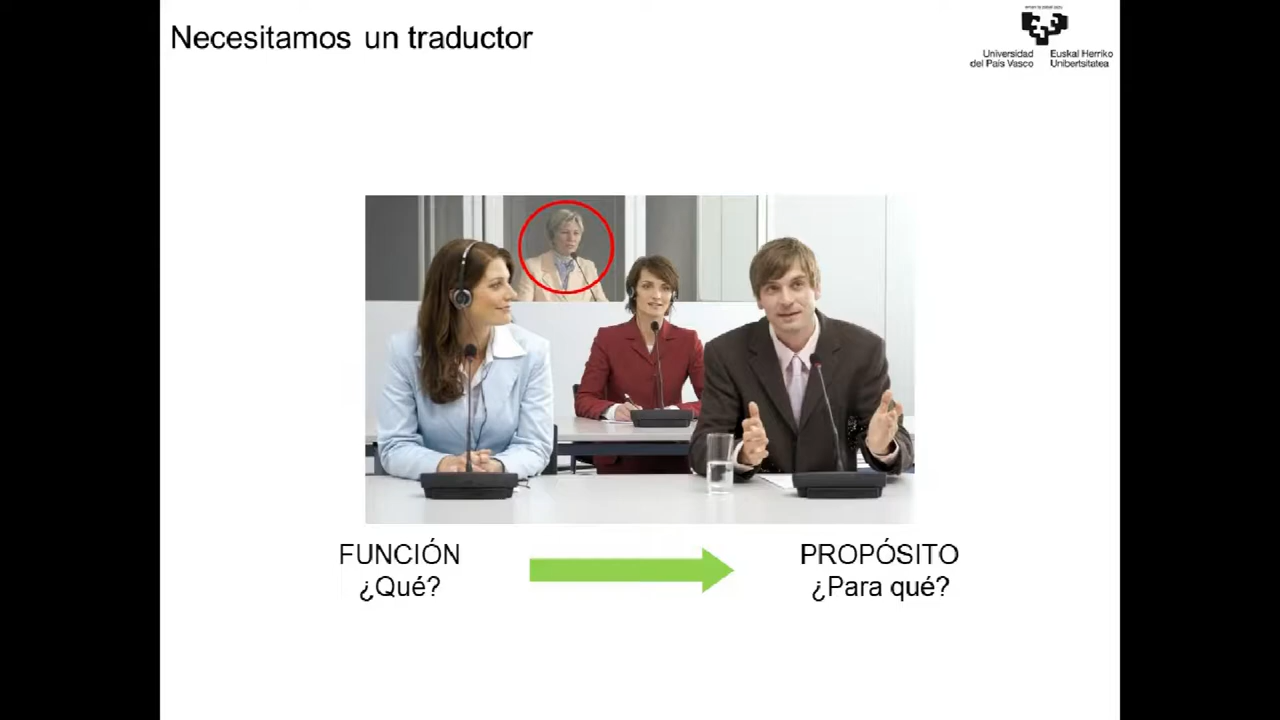 Necesitamos un traductor
Universidad
del País Vasco
Euskal Herriko
Unibertsitatea
FUNCIÓN
¿Qué?
PROPÓSITO
¿Para qué?